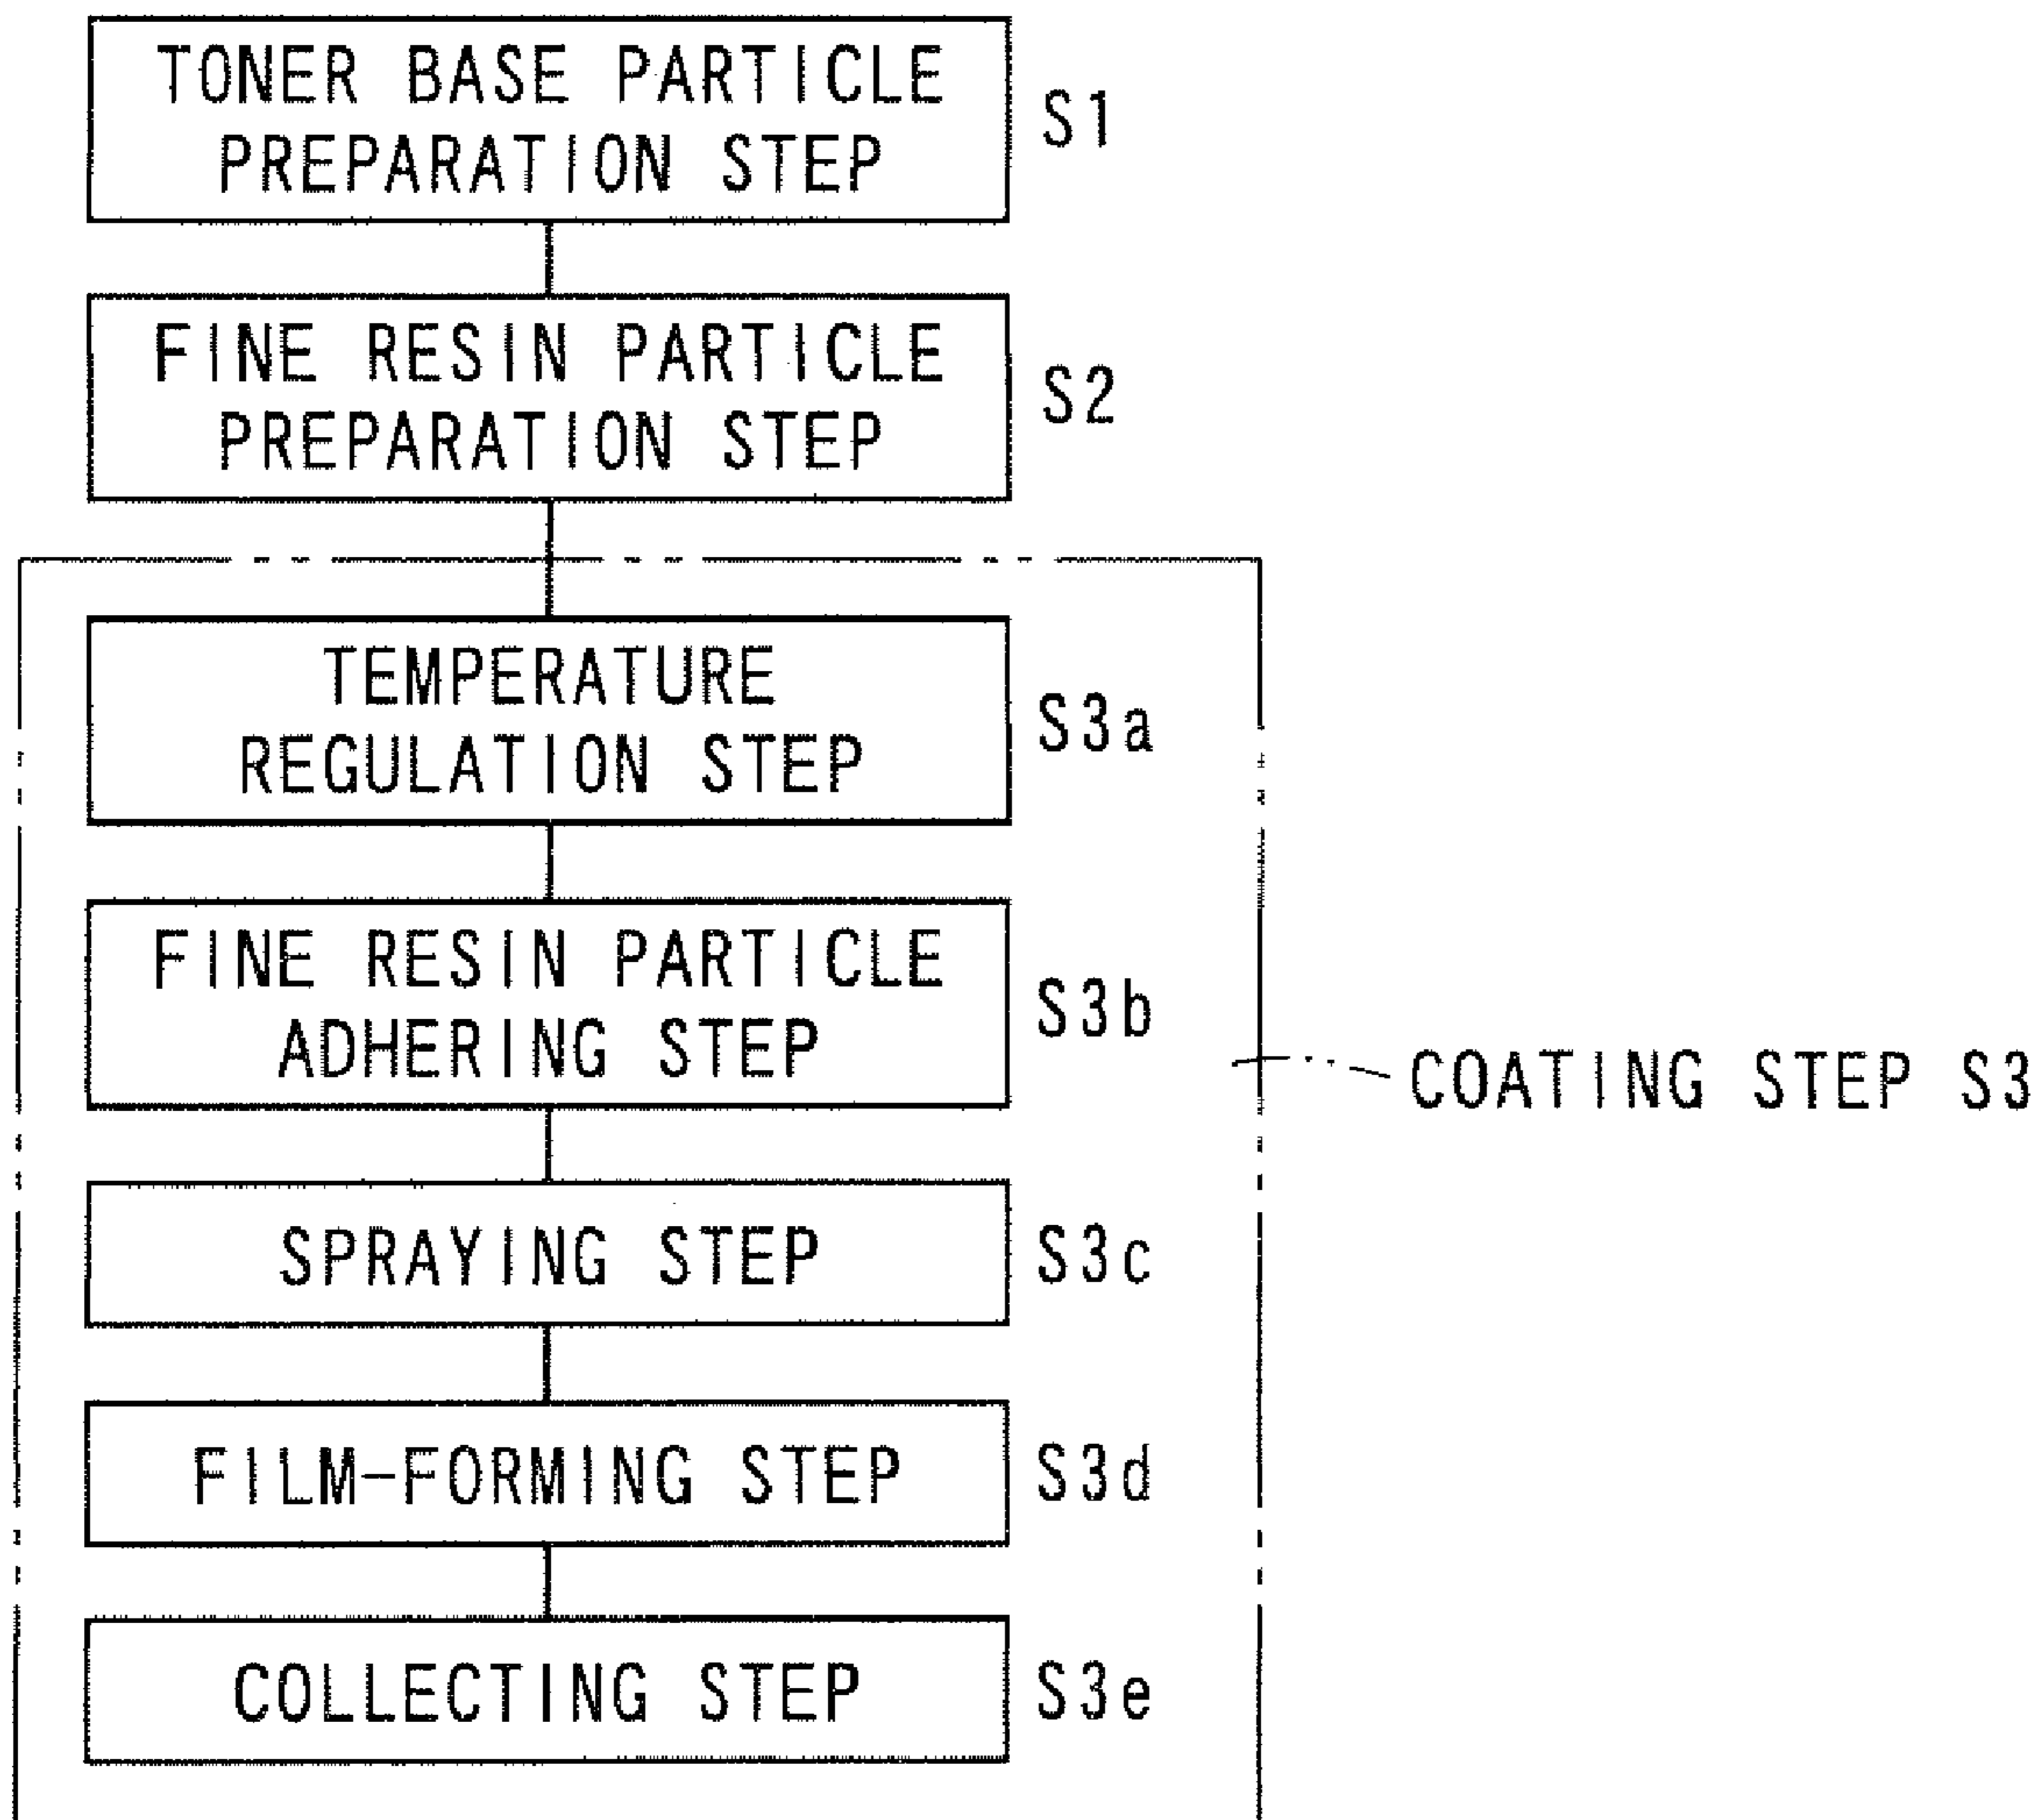 TONER BASE PARTICLE
PREPARATION STEP
S1
FINE RESIN PARTICLE
PREPARATION STEP
S2
TEMPERATURE
REGULATION STEP
S3a
FINE RESIN PARTICLE
ADHERING STEP
S3b
COATING STEP S3
SPRAYING STEP
S3c
FILM-FORMING STEP
S3d
COLLECTING STEP
S3e